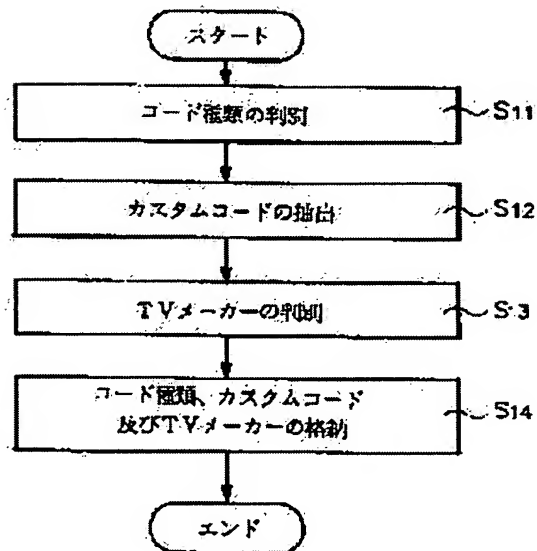 スタート
コード種類の判別
S11
カスタムコードの抽出
S12
TVメーカーの判別
S13
コード種類、カスタムコード
及びTVメーカーの格納
S14
エンド